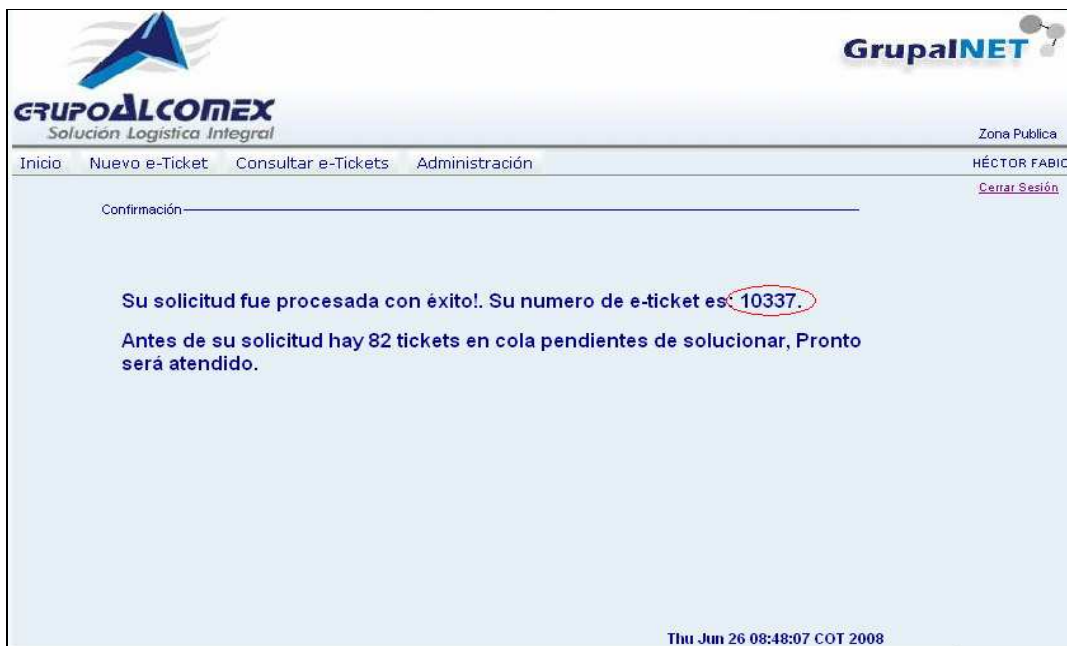 GrupalNET
GRUPOALCOMEX
Solución Logística Integral
Zona Publica
Inicio Nuevo e-Ticket Consultar e-Tickets Administración
HÉCTOR FABIO
Cerrar Sesión
Confirmación
Su solicitud fue procesada con éxito!. Su numero de e-ticket es: 10337.
Antes de su solicitud hay 82 tickets en cola pendientes de solucionar, Pronto
será atendido.
Thu Jun 26 08:48:07 COT 2008